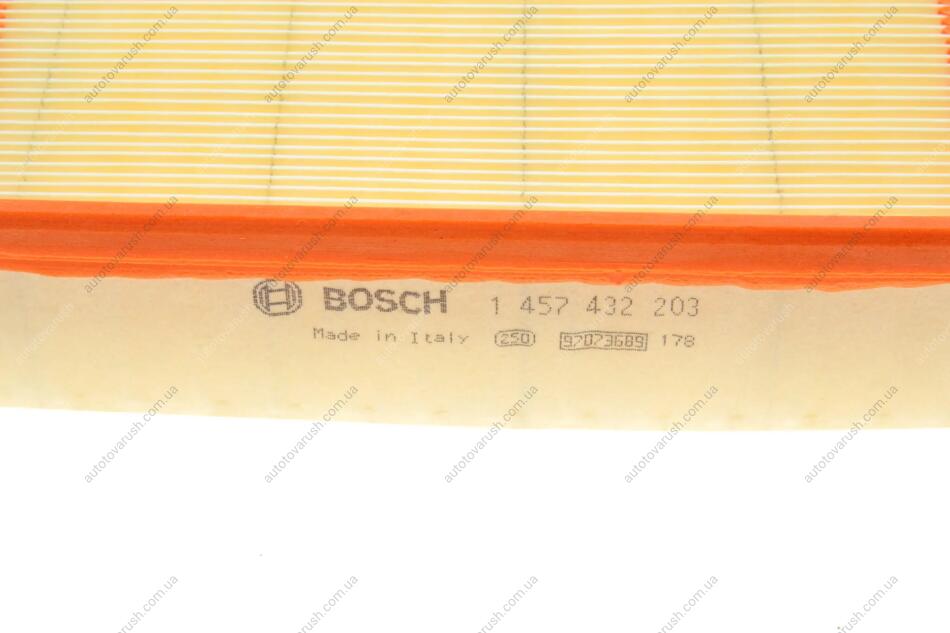 BOSCH 1 457 432 203
Made in Italy 250 97073689 178
autotovarush.com.ua